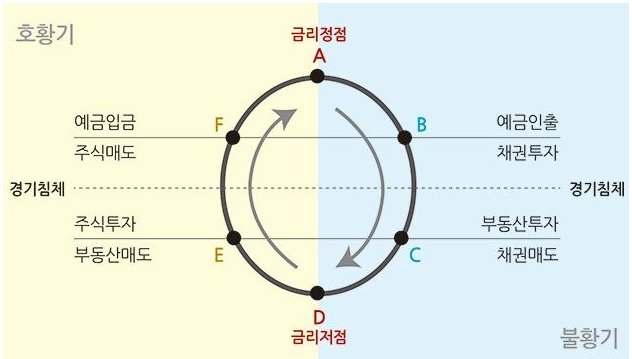 호황기
금리정점
A
예금입금
F
B
예금인출
주식매도
채권투자
경기침체
경기침체
주식투자
부동산투자
부동산매도
E
C
채권매도
D
금리저점
불황기